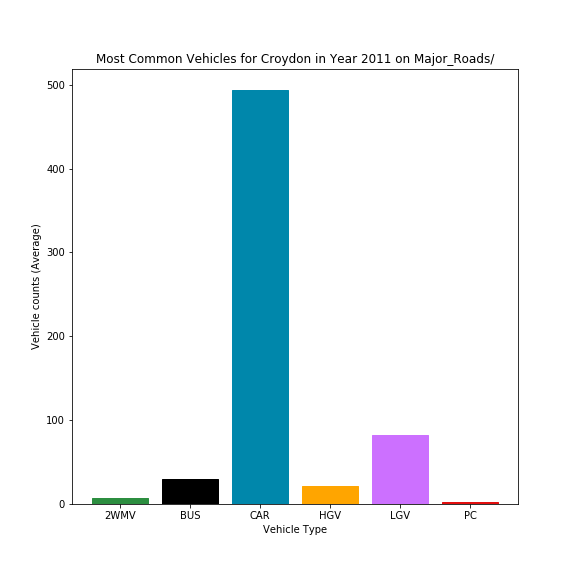 Most Common Vehicles for Croydon in Year 2011 on Major_Roads/
Vehicle counts (Average)
500
400
300
200
100
0
2WMV BUS CAR HGV LGV PC
Vehicle Type